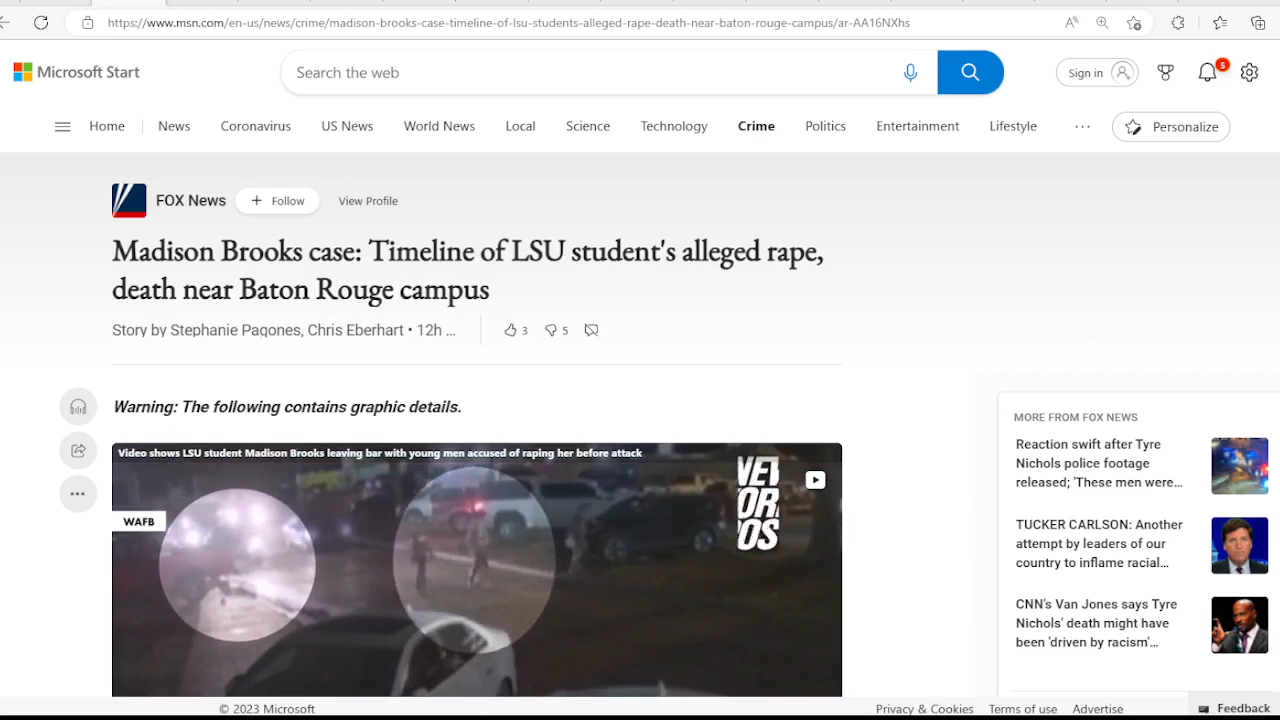 https://www.msn.com/en-us/news/crime/madison-brooks-case-timeline-of-lsu-students-alleged-rape-death-near-baton-rouge-campus/ar-AA16NXhs
Microsoft Start
Search the web
Sign in
5
Home
News
Coronavirus
US News
World News
Local
Science
Technology
Crime
Politics
Entertainment
Lifestyle
Personalize
FOX News
Follow
View Profile
Madison Brooks case: Timeline of LSU student's alleged rape,
death near Baton Rouge campus
Story by Stephanie Pagones, Chris Eberhart • 12h ...
3
5
Warning: The following contains graphic details.
Video shows LSU student Madison Brooks leaving bar with young men accused of raping her before attack
WAFB
MORE FROM FOX NEWS
Reaction swift after Tyre
Nichols police footage
released; 'These men were...
TUCKER CARLSON: Another
attempt by leaders of our
country to inflame racial...
CNN's Van Jones says Tyre
Nichols' death might have
been 'driven by racism'...
© 2023 Microsoft
Privacy & Cookies
Terms of use
Advertise
Feedback